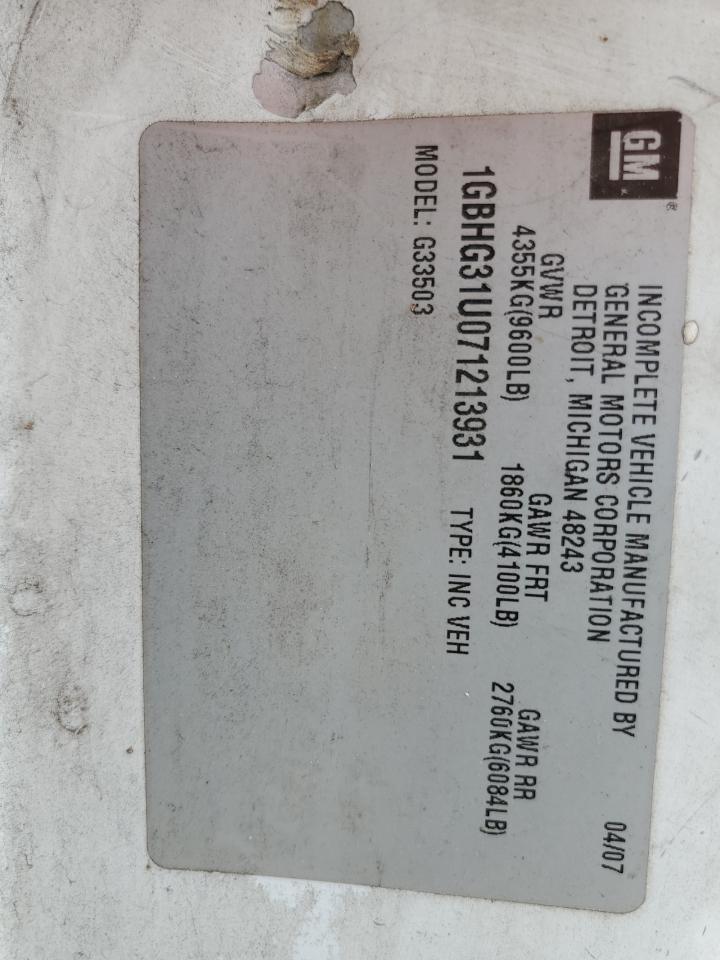 GM
®
INCOMPLETE VEHICLE MANUFACTURED BY
GENERAL MOTORS CORPORATION 04/07
DETROIT, MICHIGAN 48243
GVWR GAWR FRT GAWR RR
4355KG(9600LB) 1860KG(4100LB) 2760KG(6084LB)
1GBHG31U071213931 TYPE: INC VEH
MODEL: G33503